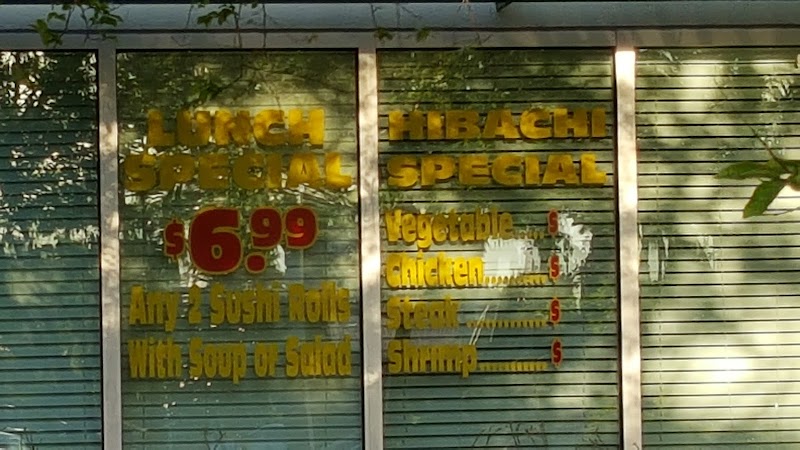 LUNCH
SPECIAL
$6.99
Any 2 Sushi Rolls
With Soup or Salad
HIBACHI
SPECIAL
Vegetable....$
Chicken.........$
Steak ............$
Shrimp..........$